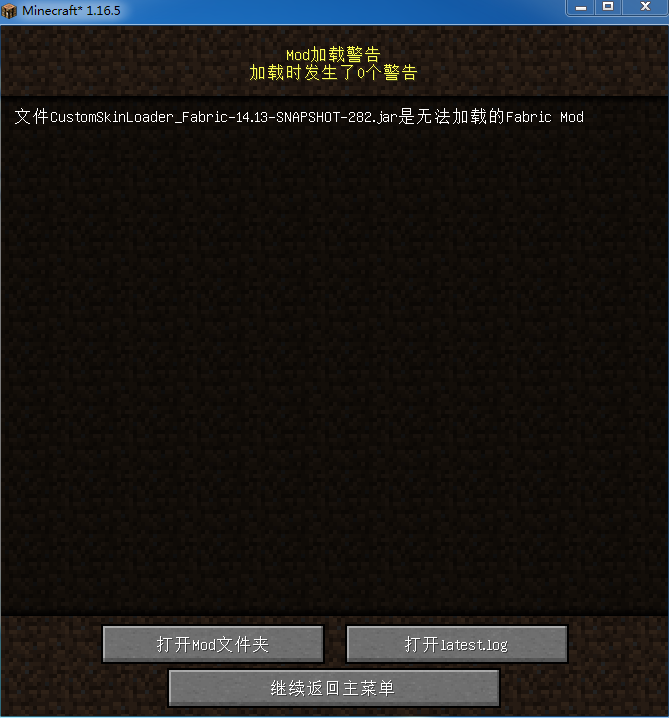 Minecraft* 1.16.5
Mod加载警告
加载时发生了0个警告
文件CustomSkinLoader_Fabric-14.13-SNAPSHOT-282.jar是无法加载的Fabric Mod
打开Mod文件夹
打开latest.log
继续返回主菜单